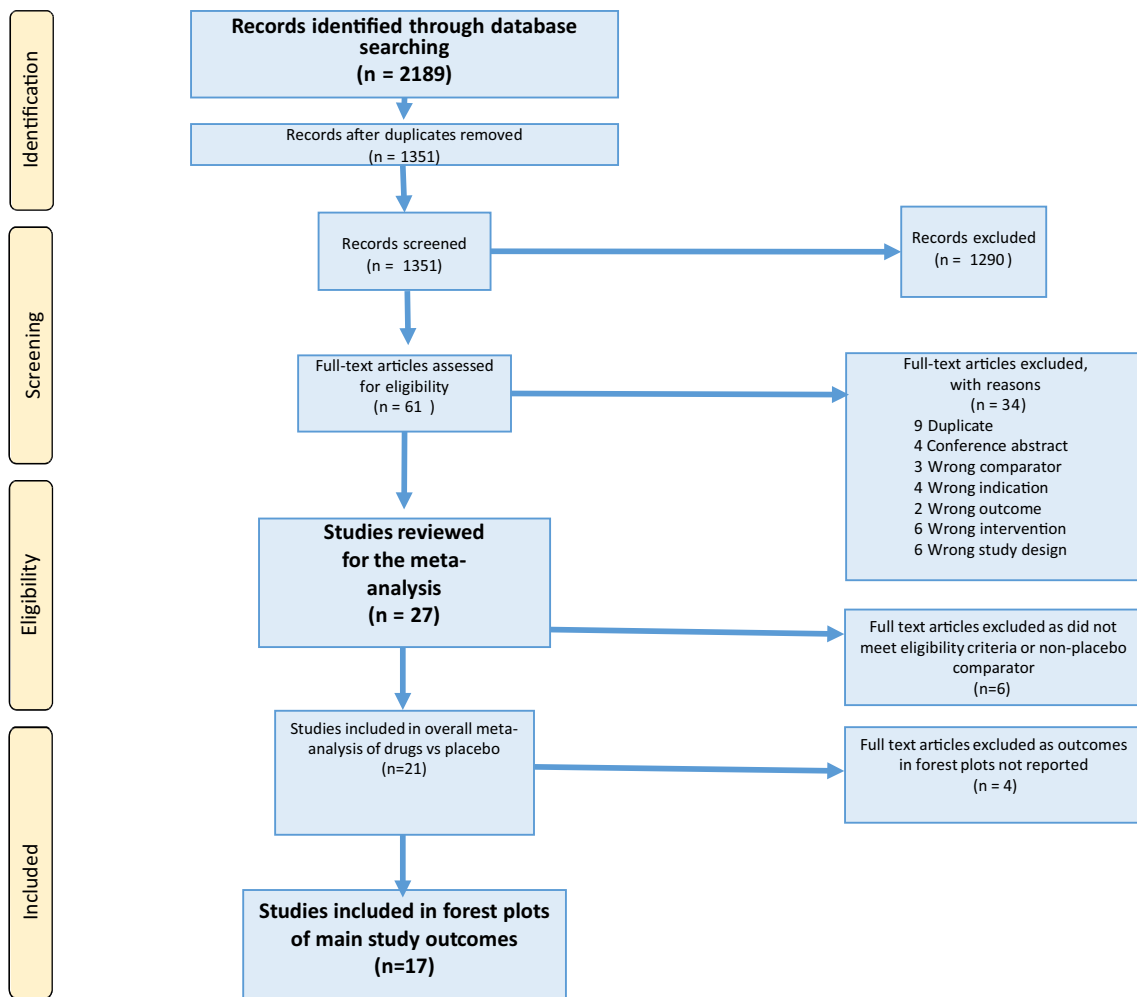 Identification
Records identified through database
searching
(n = 2189)
Records after duplicates removed
(n = 1351)
Screening
Records screened
(n = 1351)
Records excluded
(n = 1290 )
Full-text articles assessed
for eligibility
(n = 61 )
Full-text articles excluded,
with reasons
(n = 34)
9 Duplicate
4 Conference abstract
3 Wrong comparator
4 Wrong indication
2 Wrong outcome
6 Wrong intervention
6 Wrong study design
Eligibility
Studies reviewed
for the meta-
analysis
(n = 27)
Full text articles excluded as did not
meet eligibility criteria or non-placebo
comparator
(n=6)
Included
Studies included in overall meta-
analysis of drugs vs placebo
(n=21)
Full text articles excluded as outcomes
in forest plots not reported
(n = 4)
Studies included in forest plots
of main study outcomes
(n=17)